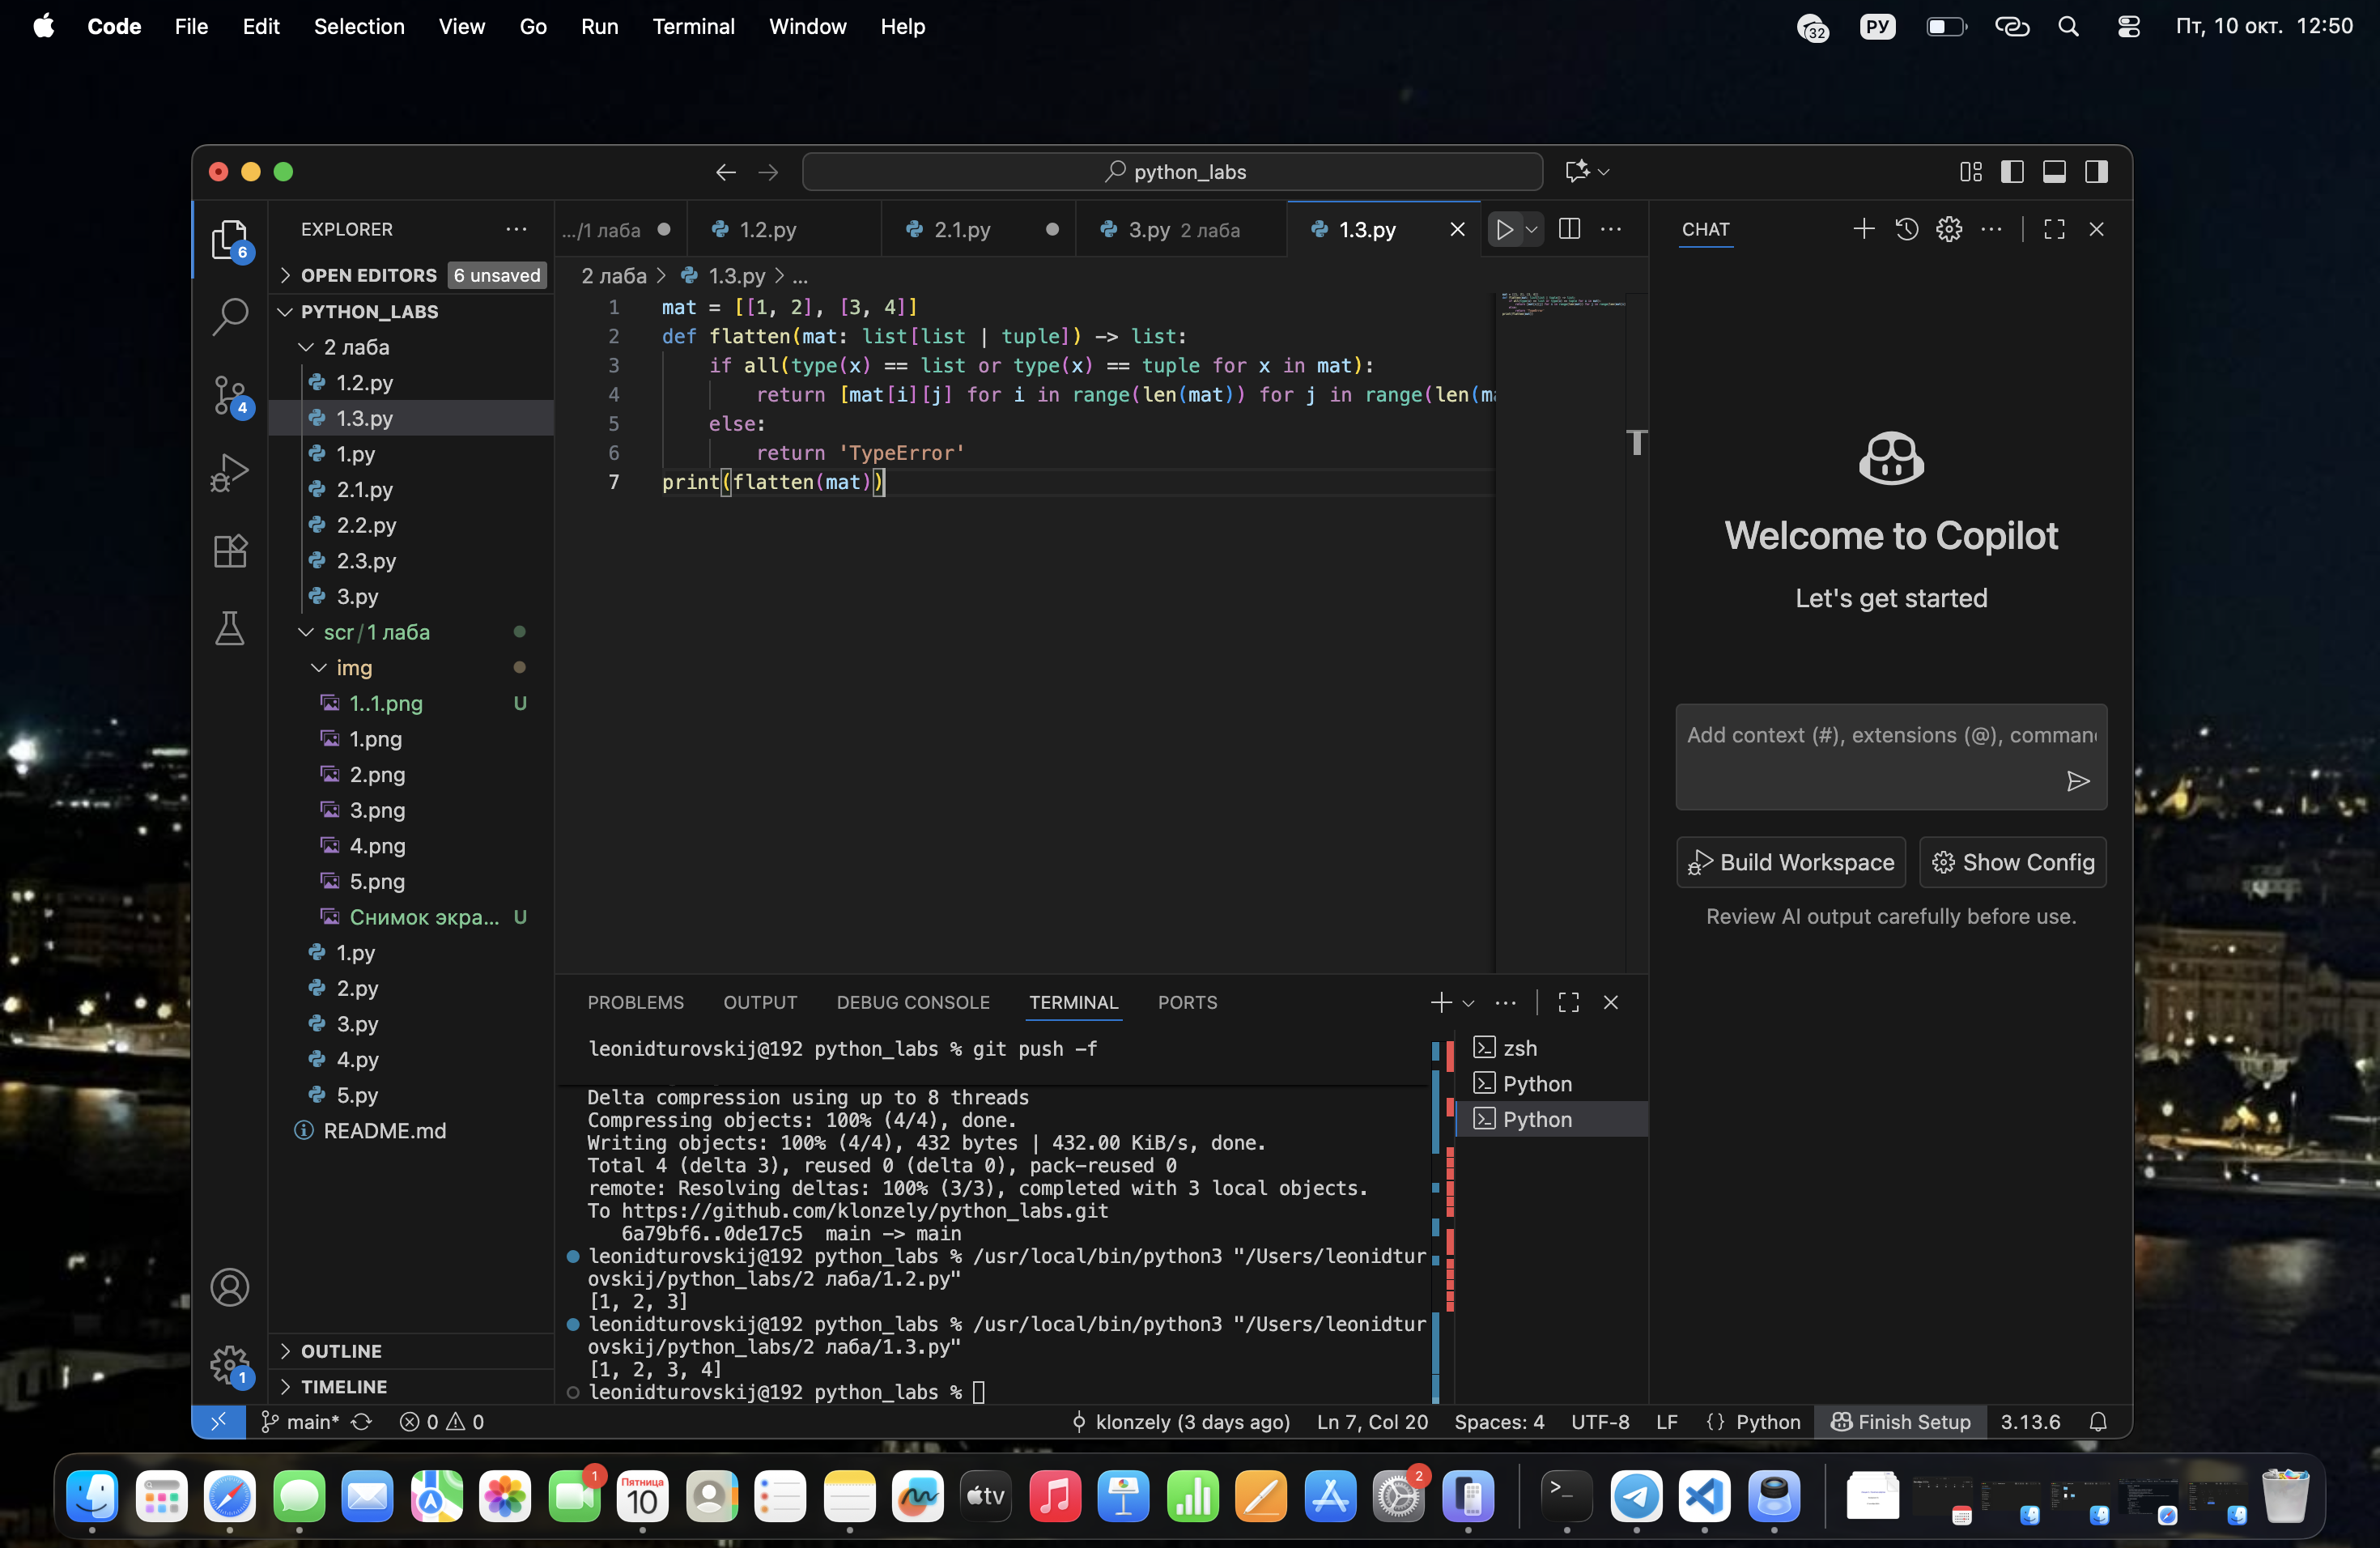 Code File Edit Selection View Go Run Terminal Window Help
32 РУ Пт, 10 окт. 12:50
python_labs
EXPLORER
6
OPEN EDITORS 6 unsaved
PYTHON_LABS
2 лаба
1.2.py
4
1.3.py
1.py
2.1.py
2.2.py
2.3.py
3.py
scr/1 лаба
img
1..1.png U
1.png
2.png
3.png
4.png
5.png
Снимок экра... U
1.py
2.py
3.py
4.py
5.py
README.md
OUTLINE
1
TIMELINE
.../1 лаба 1.2.py 2.1.py 3.py 2 лаба 1.3.py
2 лаба > 1.3.py > ...
1 mat = [[1, 2], [3, 4]]
2 def flatten(mat: list[list | tuple]) -> list:
3 if all(type(x) == list or type(x) == tuple for x in mat):
4 return [mat[i][j] for i in range(len(mat)) for j in range(len(ma
5 else:
6 return 'TypeError'
7 print(flatten(mat))
PROBLEMS OUTPUT DEBUG CONSOLE TERMINAL PORTS
leonidturovskij@192 python_labs % git push -f
Delta compression using up to 8 threads
Compressing objects: 100% (4/4), done.
Writing objects: 100% (4/4), 432 bytes | 432.00 KiB/s, done.
Total 4 (delta 3), reused 0 (delta 0), pack-reused 0
remote: Resolving deltas: 100% (3/3), completed with 3 local objects.
To https://github.com/klonzely/python_labs.git
6a79bf6..0de17c5 main -> main
leonidturovskij@192 python_labs % /usr/local/bin/python3 "/Users/leonidtur
ovskij/python_labs/2 лаба/1.2.py"
[1, 2, 3]
leonidturovskij@192 python_labs % /usr/local/bin/python3 "/Users/leonidtur
ovskij/python_labs/2 лаба/1.3.py"
[1, 2, 3, 4]
leonidturovskij@192 python_labs %
zsh
Python
Python
CHAT
Welcome to Copilot
Let's get started
Add context (#), extensions (@), comman
Build Workspace Show Config
Review AI output carefully before use.
main* 0 0 klonzely (3 days ago) Ln 7, Col 20 Spaces: 4 UTF-8 LF {} Python Finish Setup 3.13.6
1
Пятница
10
tv
2